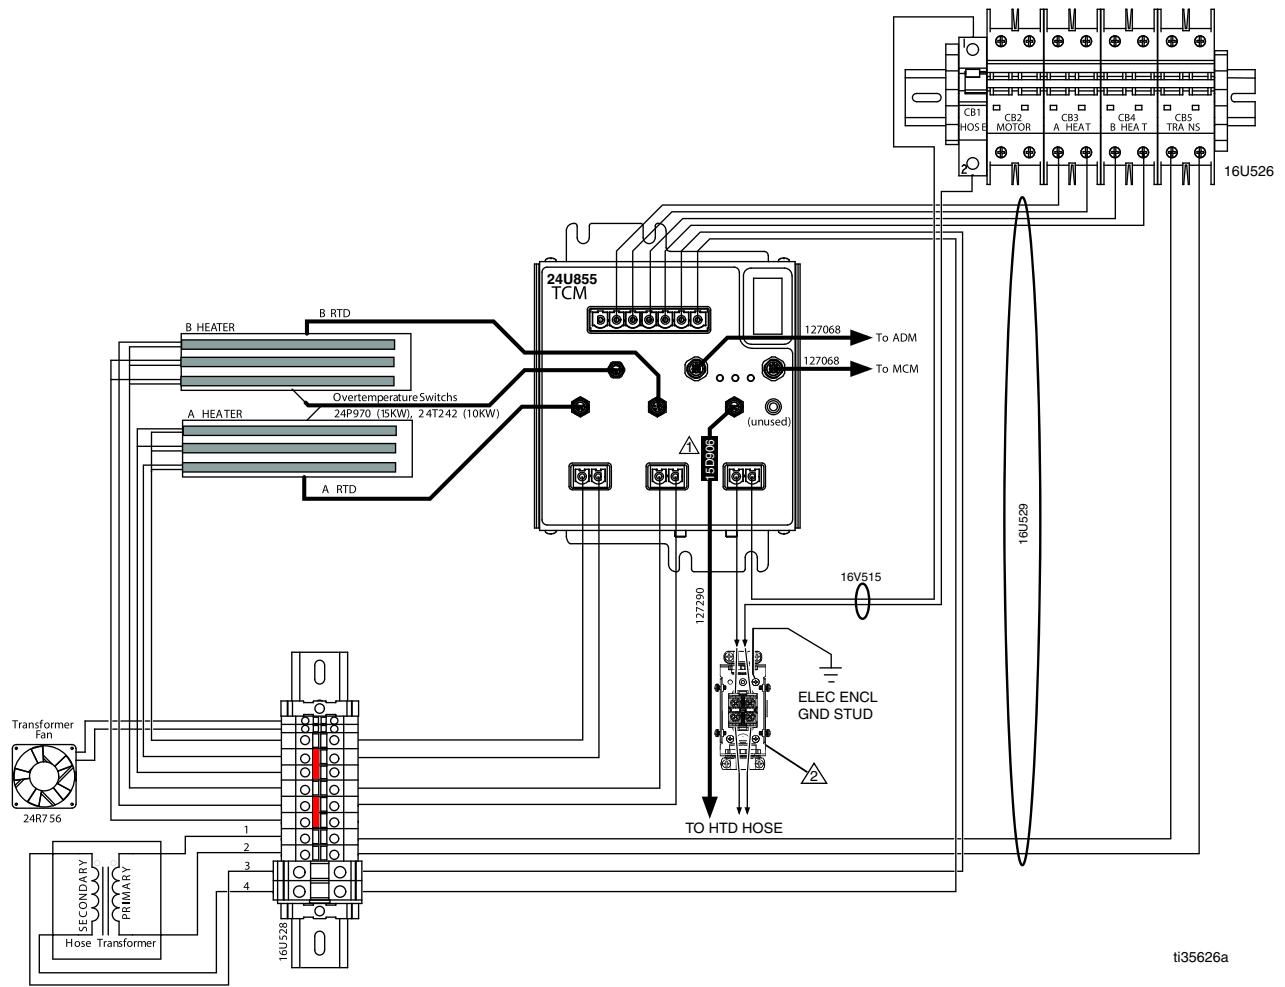 1
CB1
HOSE
2
CB2
MOTOR
CB3
A HEAT
CB4
B HEAT
CB5
TRANS
16U526
24U855
TCM
B RTD
B HEATER
127068
To ADM
127068
To MCM
Overtemperature Switchs
24P970 (15KW), 24T242 (10KW)
A HEATER
(unused)
1
15D906
A RTD
16U529
16V515
127290
ELEC ENCL
GND STUD
Transformer
Fan
24R756
2
TO HTD HOSE
1
2
3
4
SECONDARY
PRIMARY
Hose Transformer
16U528
ti35626a